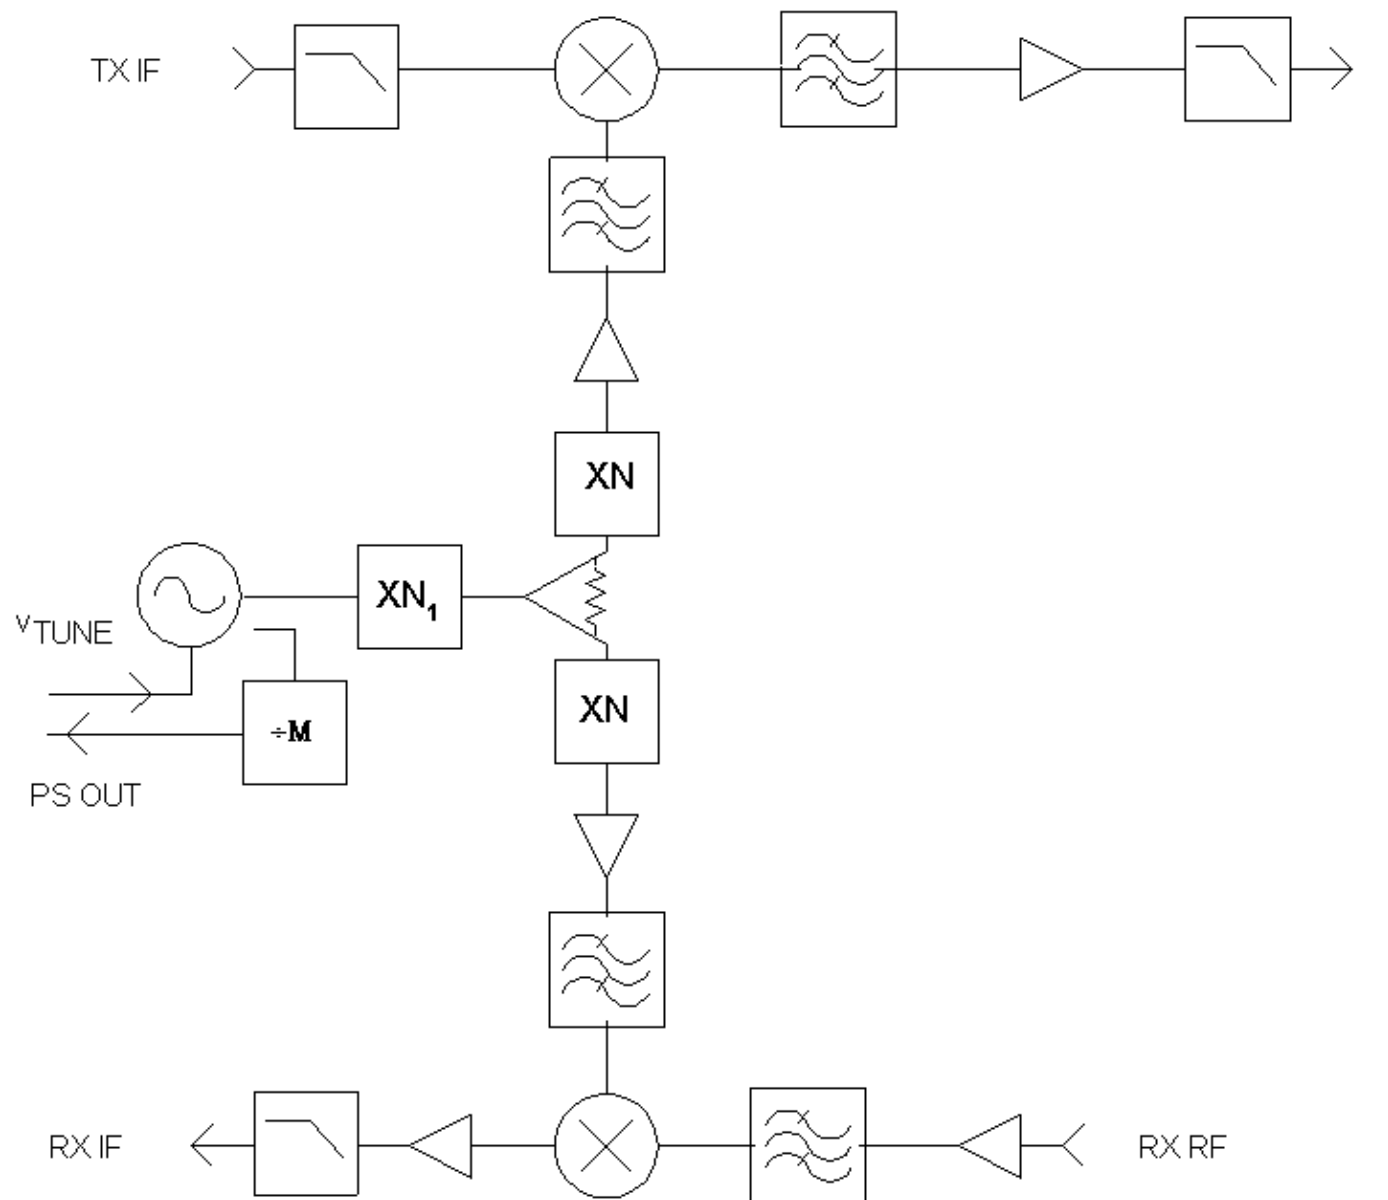 TX IF
XN
XN₁
VTUNE
XN
÷M
PS OUT
RX IF
RX RF